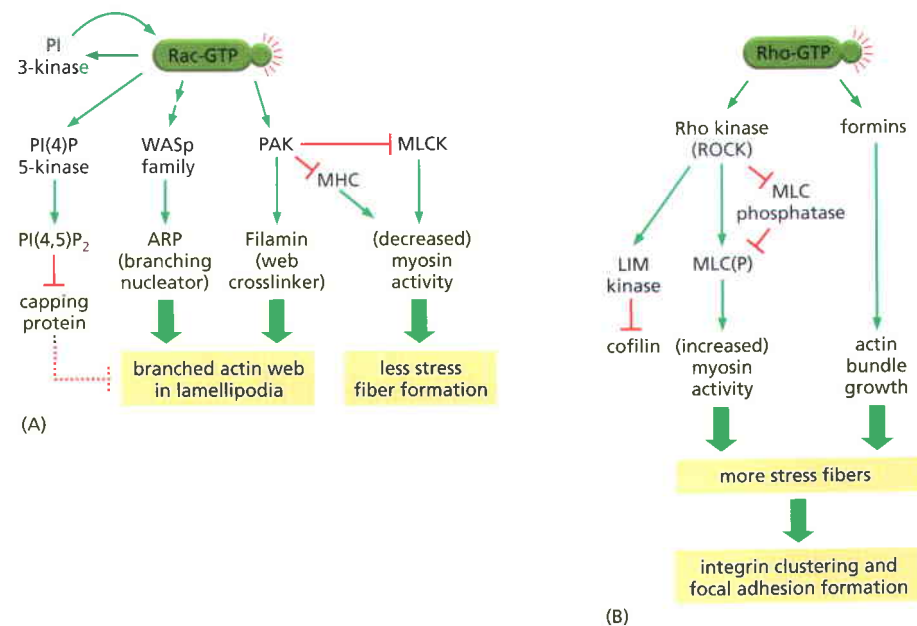 PI
3-kinase
Rac-GTP
PI(4)P
5-kinase
WASp
family
PAK
MLCK
MHC
PI(4,5)P2
ARP
(branching
nucleator)
Filamin
(web
crosslinker)
(decreased)
myosin
activity
capping
protein
branched actin web
in lamellipodia
less stress
fiber formation
(A)
Rho-GTP
Rho kinase
(ROCK)
formins
MLC
phosphatase
LIM
kinase
MLC(P)
cofilin
(increased)
myosin
activity
actin
bundle
growth
more stress fibers
integrin clustering and
focal adhesion formation
(B)